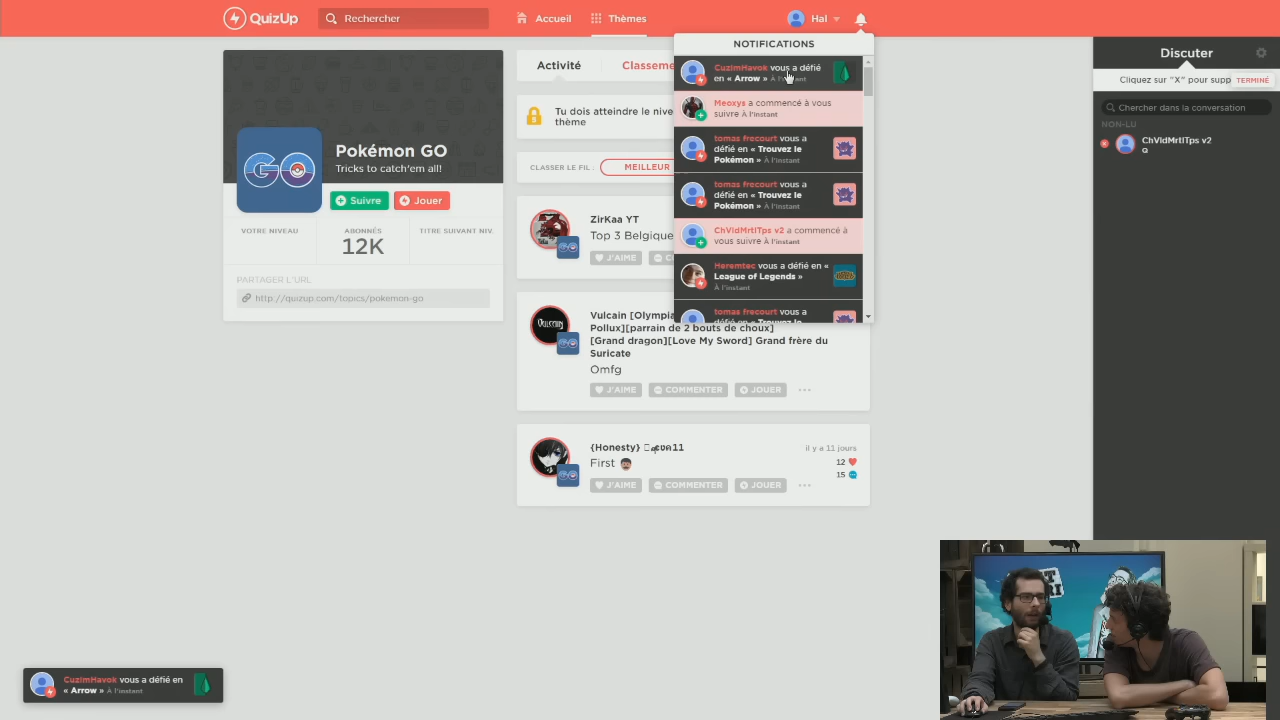 QuizUp
Rechercher
Accueil
Thèmes
Hal
NOTIFICATIONS
CuzImHavok vous a défié
en « Arrow » À l'instant
Meoxys a commencé à vous
suivre À l'instant
tomas frecourt vous a
défié en « Trouvez le
Pokémon » À l'instant
tomas frecourt vous a
défié en « Trouvez le
Pokémon » À l'instant
ChVldMrtlTps v2 a commencé à
vous suivre À l'instant
Heremtec vous a défié en «
League of Legends »
À l'instant
tomas frecourt vous a
défié en « Trouvez le
GO
Pokémon GO
Tricks to catch'em all!
Suivre
Jouer
VOTRE NIVEAU
ABONNÉS
12K
TITRE SUIVANT NIV.
PARTAGER L'URL
http://quizup.com/topics/pokemon-go
Activité
Classeme
Tu dois atteindre le nivea
thème
CLASSER LE FIL :
MEILLEUR
ZirKaa YT
Top 3 Belgique
J'AIME
Vulcain [Olympia
Pollux][parrain de 2 bouts de choux]
[Grand dragon][Love My Sword] Grand frère du
Suricate
Omfg
J'AIME
COMMENTER
JOUER
First
il y a 11 jours
12
15
J'AIME
COMMENTER
JOUER
Discuter
Cliquez sur "X" pour supp
TERMINÉ
Chercher dans la conversation
NON-LU
ChVldMrtlTps v2
CuzImHavok vous a défié en
« Arrow » À l'instant